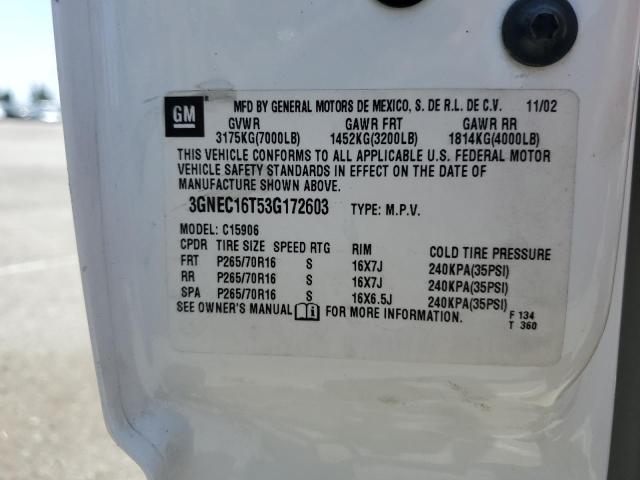 GM
MFD BY GENERAL MOTORS DE MEXICO, S. DE R.L. DE C.V. 11/02
GVWR GAWR FRT GAWR RR
3175KG(7000LB) 1452KG(3200LB) 1814KG(4000LB)
THIS VEHICLE CONFORMS TO ALL APPLICABLE U.S. FEDERAL MOTOR
VEHICLE SAFETY STANDARDS IN EFFECT ON THE DATE OF
MANUFACTURE SHOWN ABOVE.
3GNEC16T53G172603 TYPE: M.P.V.
MODEL: C15906
CPDR TIRE SIZE SPEED RTG RIM COLD TIRE PRESSURE
FRT P265/70R16 S 16X7J 240KPA(35PSI)
RR P265/70R16 S 16X7J 240KPA(35PSI)
SPA P265/70R16 S 16X6.5J 240KPA(35PSI)
SEE OWNER'S MANUAL i FOR MORE INFORMATION. F 134
T 360